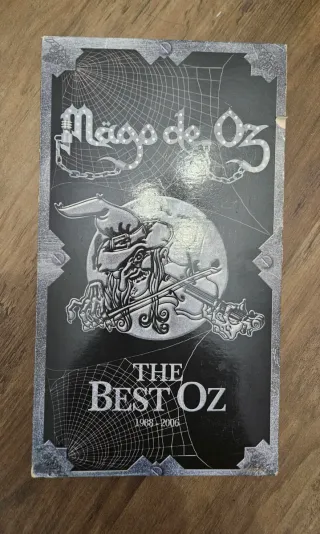 Mägo de Oz
THE
BEST OZ
1988 - 2006